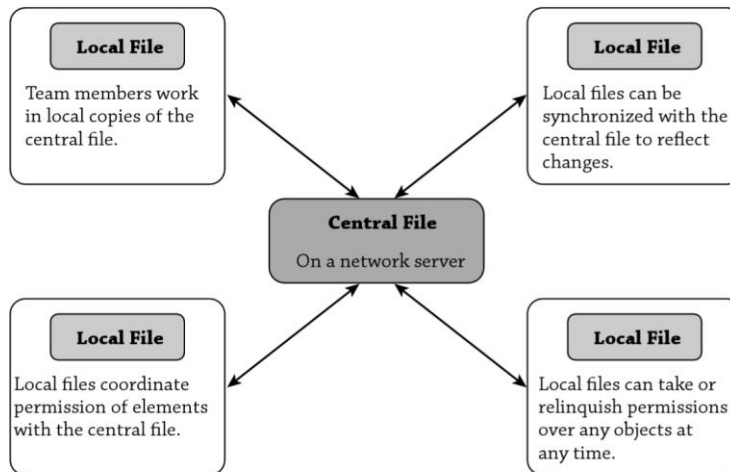 Local File
Team members work
in local copies of the
central file.
Local File
Local files can be
synchronized with the
central file to reflect
changes.
Central File
On a network server
Local File
Local files coordinate
permission of elements
with the central file.
Local File
Local files can take or
relinquish permissions
over any objects at
any time.